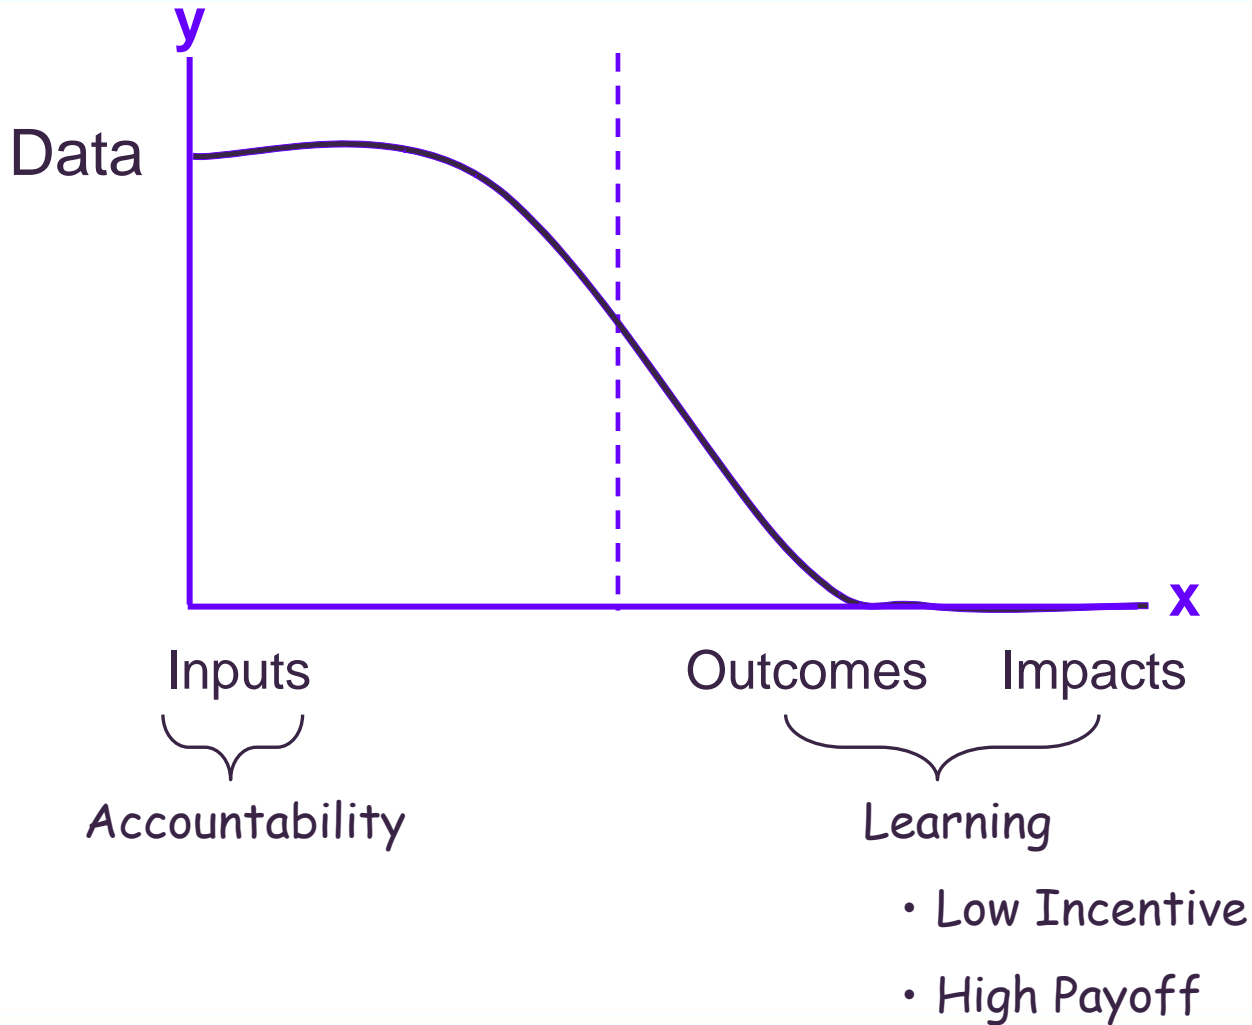 y
Data
x
Inputs Outcomes Impacts
Accountability Learning
• Low Incentive
• High Payoff